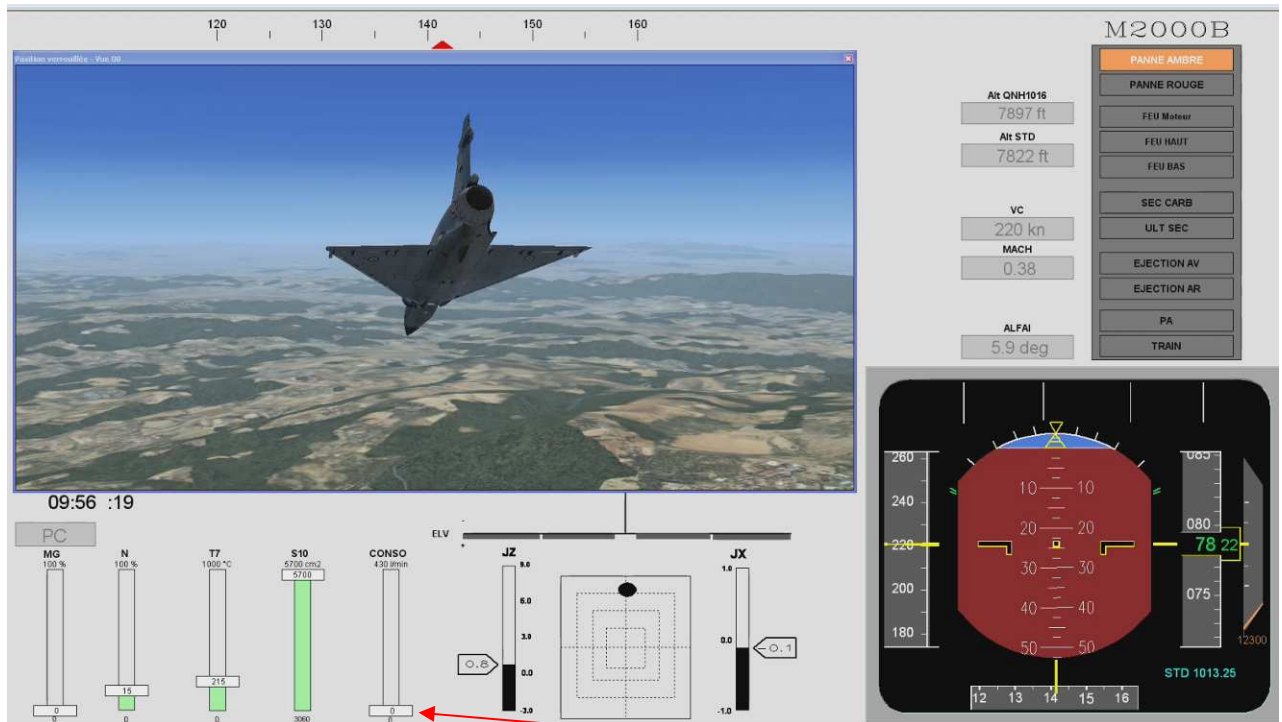 120 130 140 150 160
M2000B
Position verrouillée - Vue 00
PANNE AMBRE
PANNE ROUGE
FEU Moteur
FEU HAUT
FEU BAS
SEC CARB
ULT SEC
EJECTION AV
EJECTION AR
PA
TRAIN
Alt QNH1016
7897 ft
Alt STD
7822 ft
VC
220 kn
MACH
0.38
ALFAI
5.9 deg
09:56 :19
PC
MG
100 %
0
0
N
100 %
15
0
T7
1000 °C
215
0
S10
5700 cm2
5700
3060
CONSO
430 l/min
0
0
ELV
JZ
9.0
6.0
3.0
0.0
-3.0
0.8
JX
1.0
0.0
-1.0
-0.1
260
240
220
200
180
10 10
20 20
30 30
40 40
50 50
085
080
78 22
075
12300
STD 1013.25
12 13 14 15 16